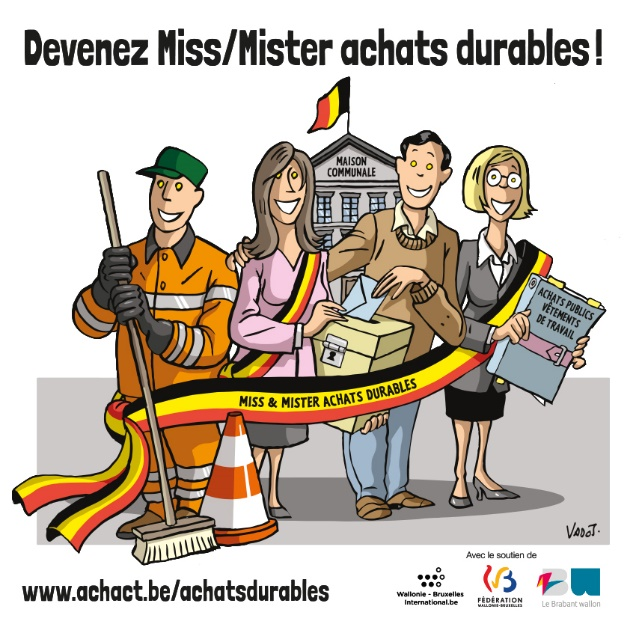 Devenez Miss/Mister achats durables !
MAISON
COMMUNALE
ACHATS PUBLICS
VÊTEMENTS
DE TRAVAIL
MISS & MISTER ACHATS DURABLES
VADOT.
Avec le soutien de
www.achact.be/achatsdurables
Wallonie - Bruxelles
International.be
FÉDÉRATION
WALLONIE-BRUXELLES
Le Brabant wallon